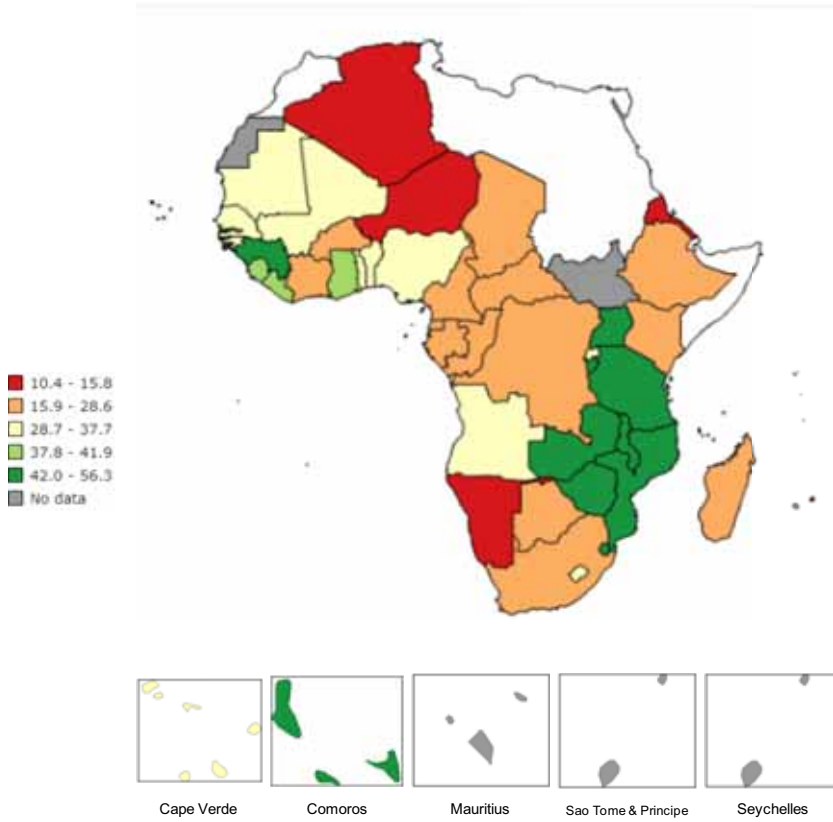 10.4 - 15.8
15.9 - 28.6
28.7 - 37.7
37.8 - 41.9
42.0 - 56.3
No data
Cape Verde
Comoros
Mauritius
Sao Tome & Principe
Seychelles